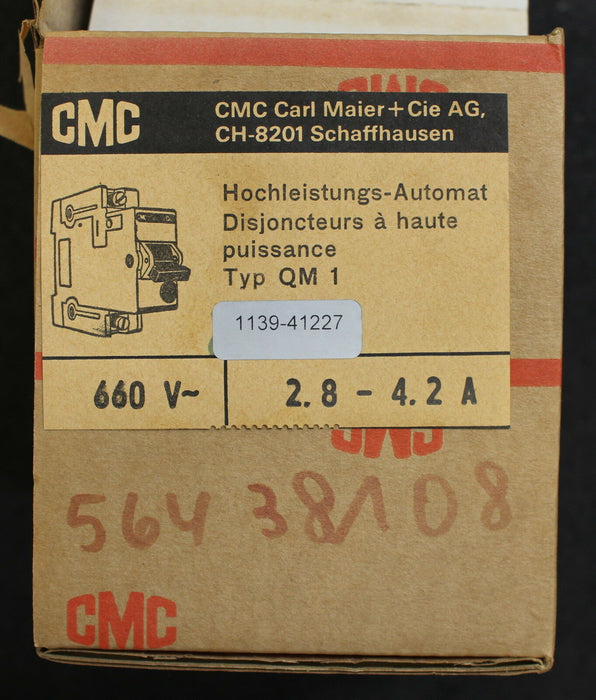 CMC
CMC Carl Maier+Cie AG,
CH-8201 Schaffhausen
Hochleistungs-Automat
Disjoncteurs à haute
puissance
Typ QM 1
1139-41227
660 V~
2.8 - 4.2 A
CMC
564 38108
CMC